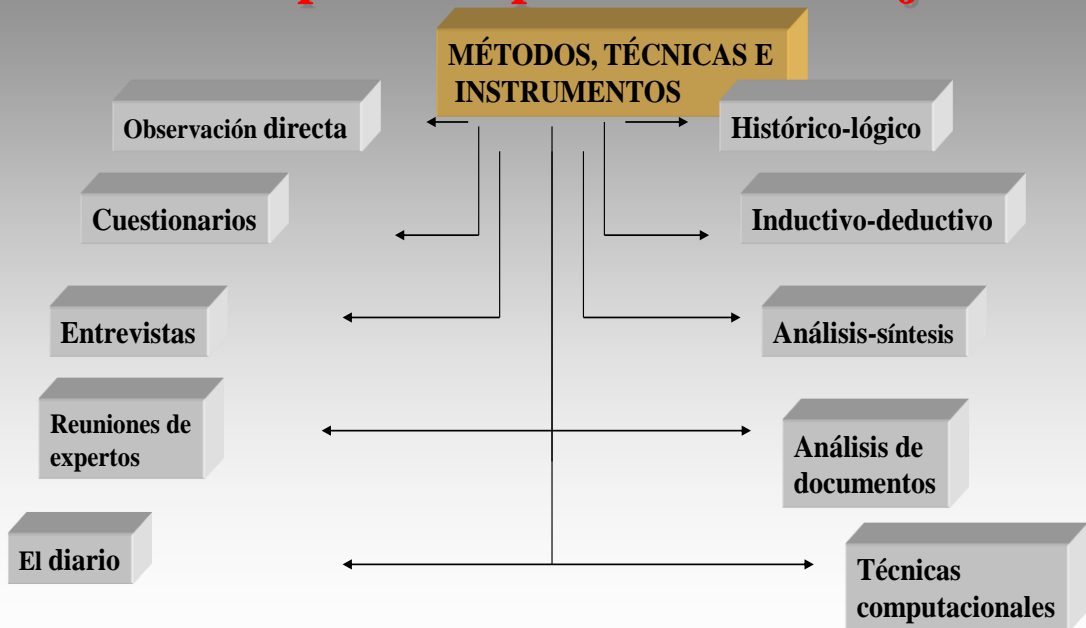 MÉTODOS, TÉCNICAS E
INSTRUMENTOS
Observación directa
Histórico-lógico
Cuestionarios
Inductivo-deductivo
Entrevistas
Análisis-síntesis
Reuniones de
expertos
Análisis de
documentos
El diario
Técnicas
computacionales